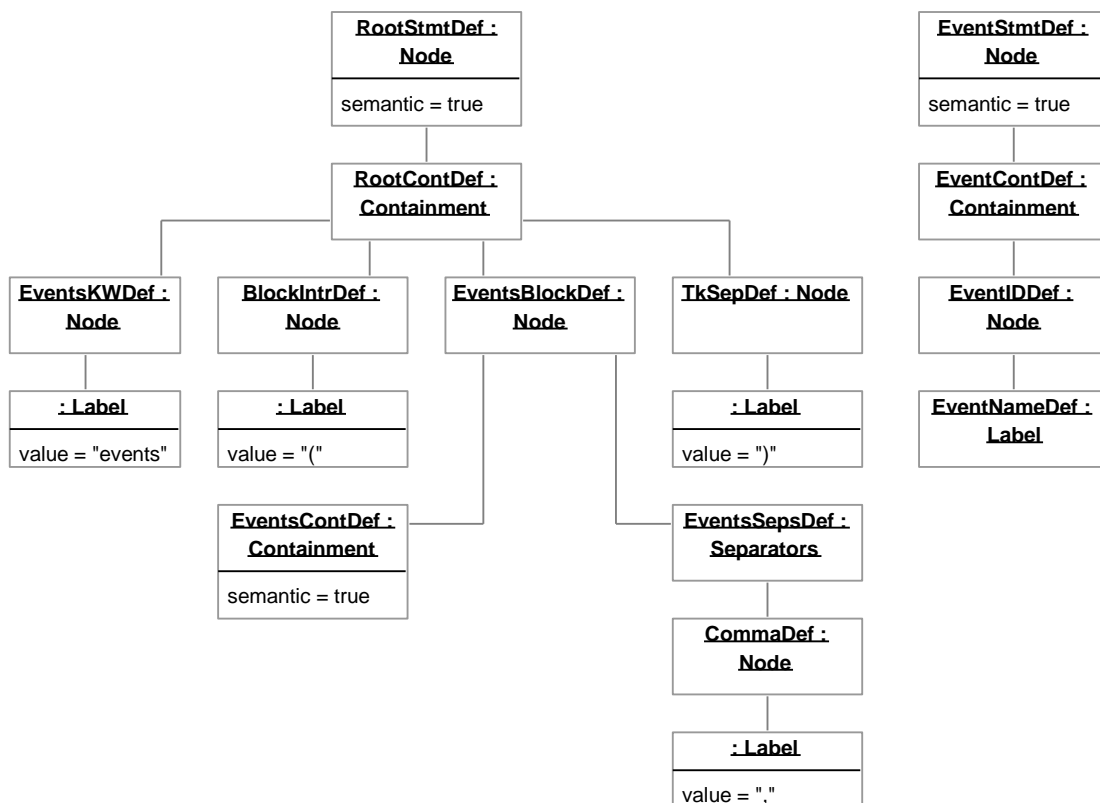 RootStmtDef :
Node
semantic = true
EventStmtDef :
Node
semantic = true
RootContDef :
Containment
EventContDef :
Containment
EventsKWDef :
Node
BlockIntrDef :
Node
EventsBlockDef :
Node
TkSepDef : Node
EventIDDef :
Node
: Label
value = "events"
: Label
value = "("
: Label
value = ")"
EventNameDef :
Label
EventsContDef :
Containment
semantic = true
EventsSepsDef :
Separators
CommaDef :
Node
: Label
value = ","